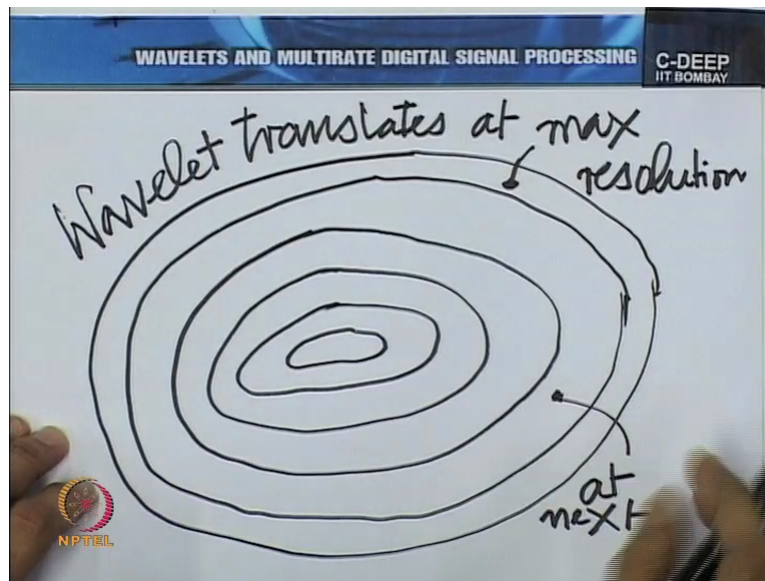 WAVELETS AND MULTIRATE DIGITAL SIGNAL PROCESSING
C-DEEP
IIT BOMBAY
Wavelet translates at max
resolution
at
next
NPTEL